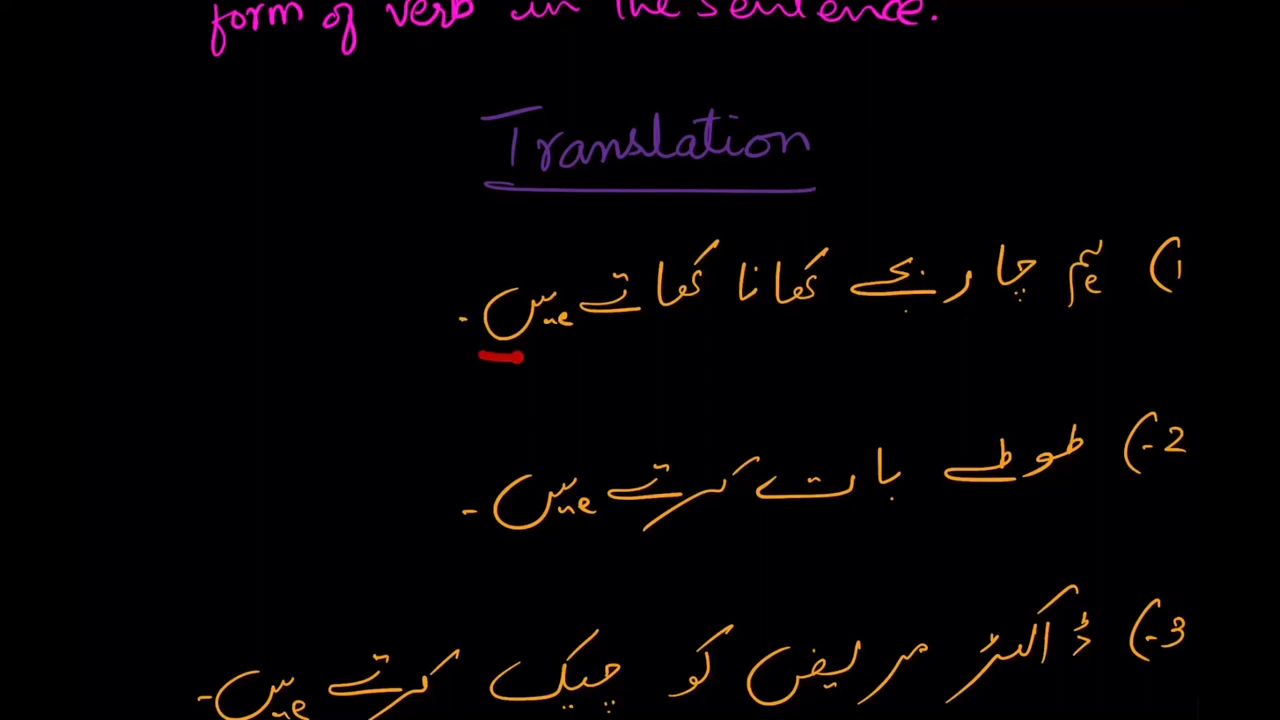 form of verb in the sentence.
Translation
1) ہم چار بجے کھانا کھاتے ہیں -
2-) طوطے بات کرتے ہیں -
3-) ڈاکٹر مریض کو چیک کرتے ہیں -